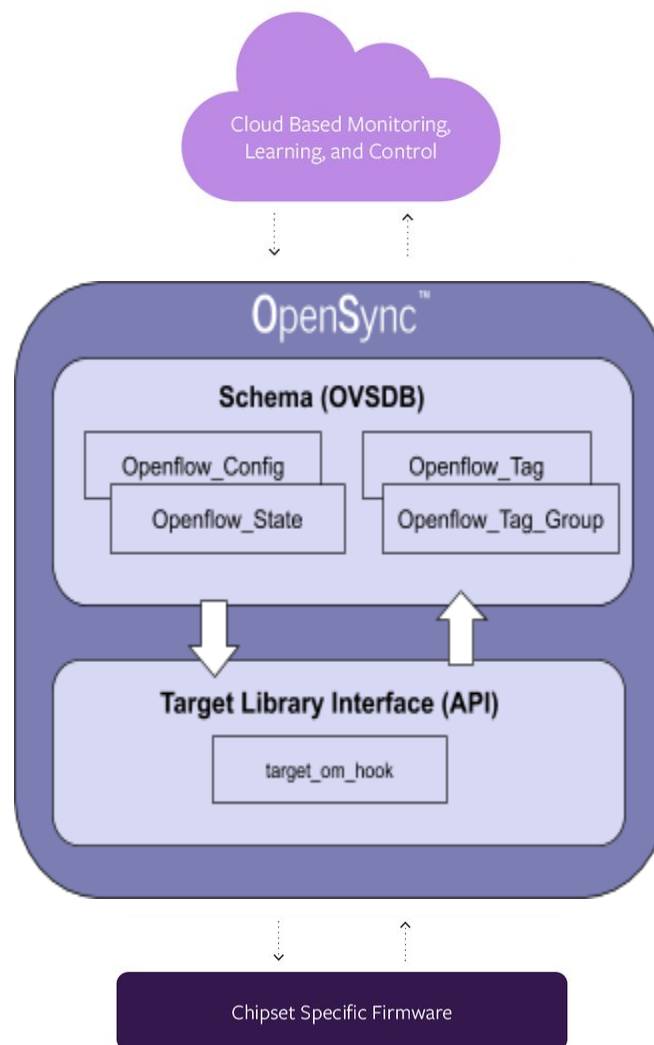 Cloud Based Monitoring,
Learning, and Control
OpenSync™
Schema (OVSDB)
Openflow_Config
Openflow_Tag
Openflow_State
Openflow_Tag_Group
Target Library Interface (API)
target_om_hook
Chipset Specific Firmware